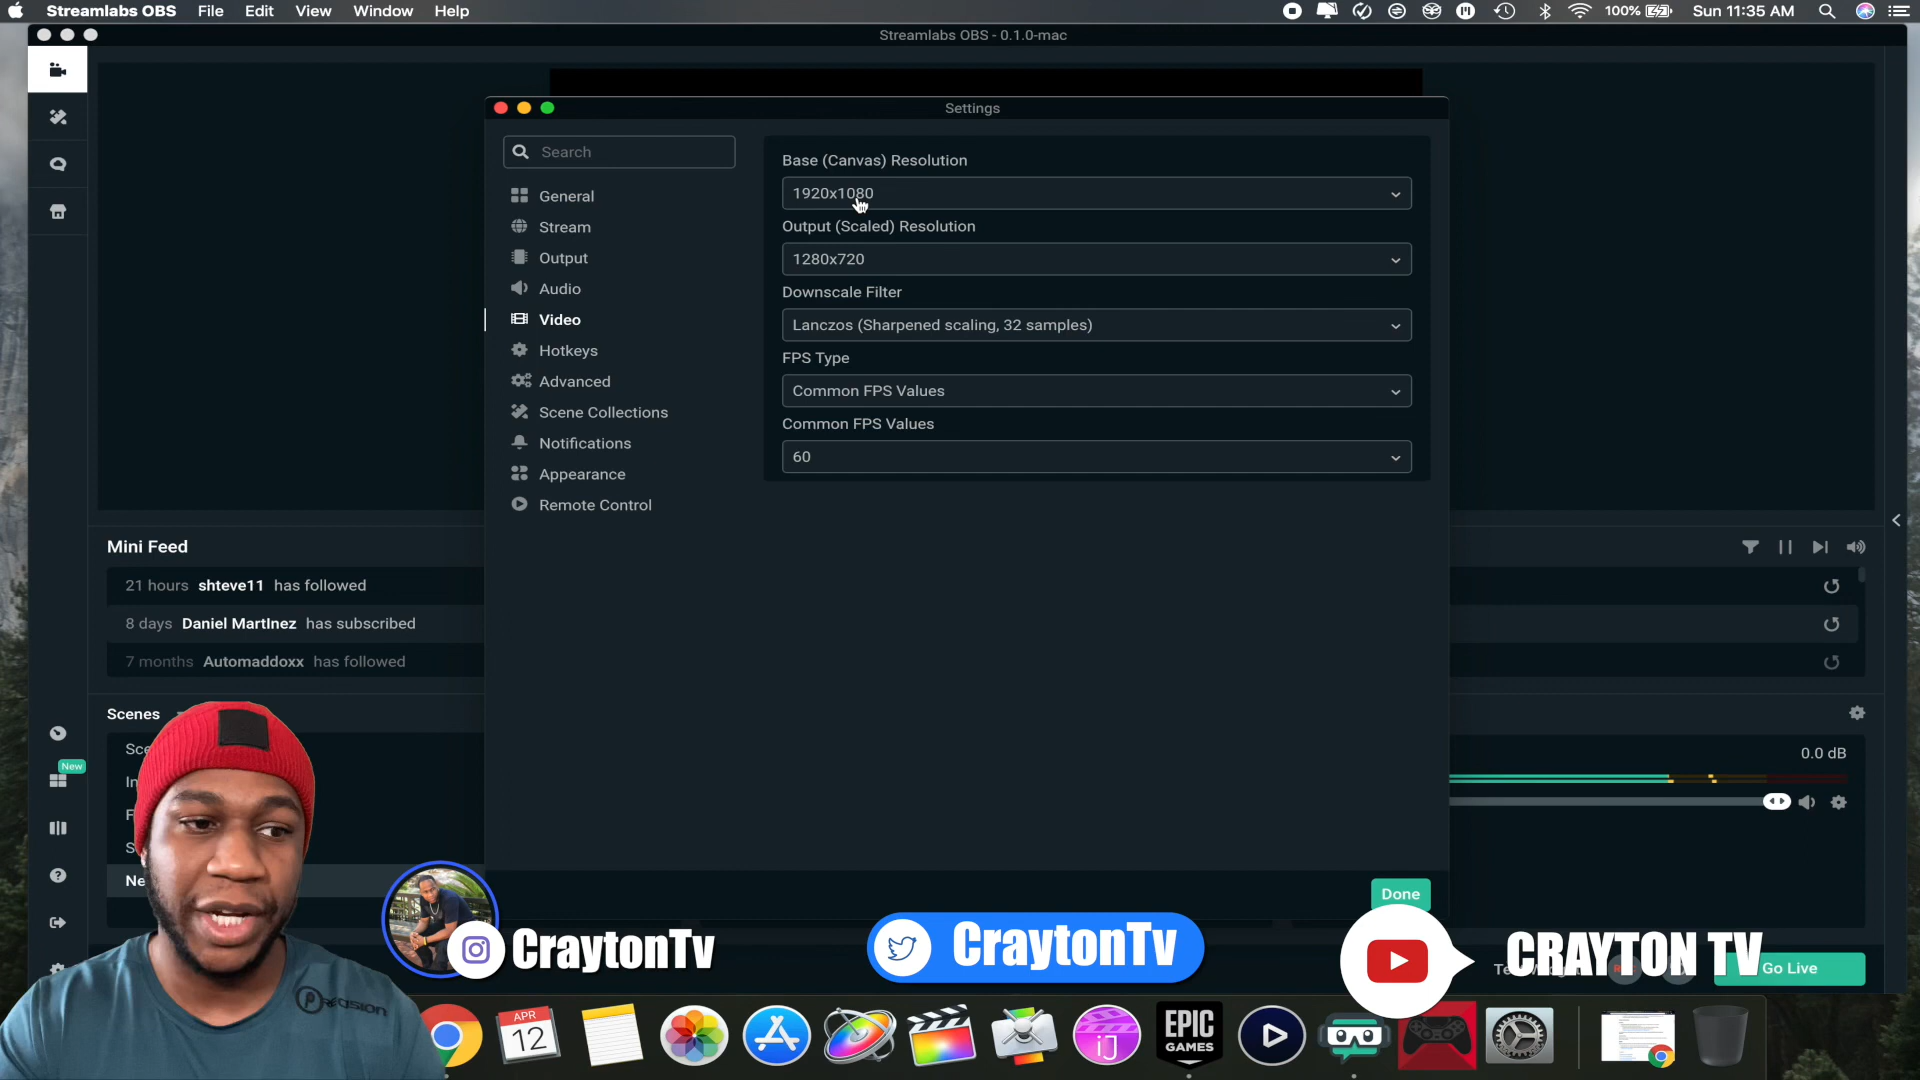 Streamlabs OBS File Edit View Window Help 100% Sun 11:35 AM
Streamlabs OBS - 0.1.0-mac
Settings
Search
General
Stream
Output
Audio
Video
Hotkeys
Advanced
Scene Collections
Notifications
Appearance
Remote Control
Base (Canvas) Resolution
1920x1080
Output (Scaled) Resolution
1280x720
Downscale Filter
Lanczos (Sharpened scaling, 32 samples)
FPS Type
Common FPS Values
Common FPS Values
60
Mini Feed
21 hours shteve11 has followed
8 days Daniel MartInez has subscribed
7 months Automaddoxx has followed
Scenes
New
0.0 dB
Done
CraytonTv
CraytonTv
CRAYTON TV
Go Live
Precision
APR
12
EPIC
GAMES